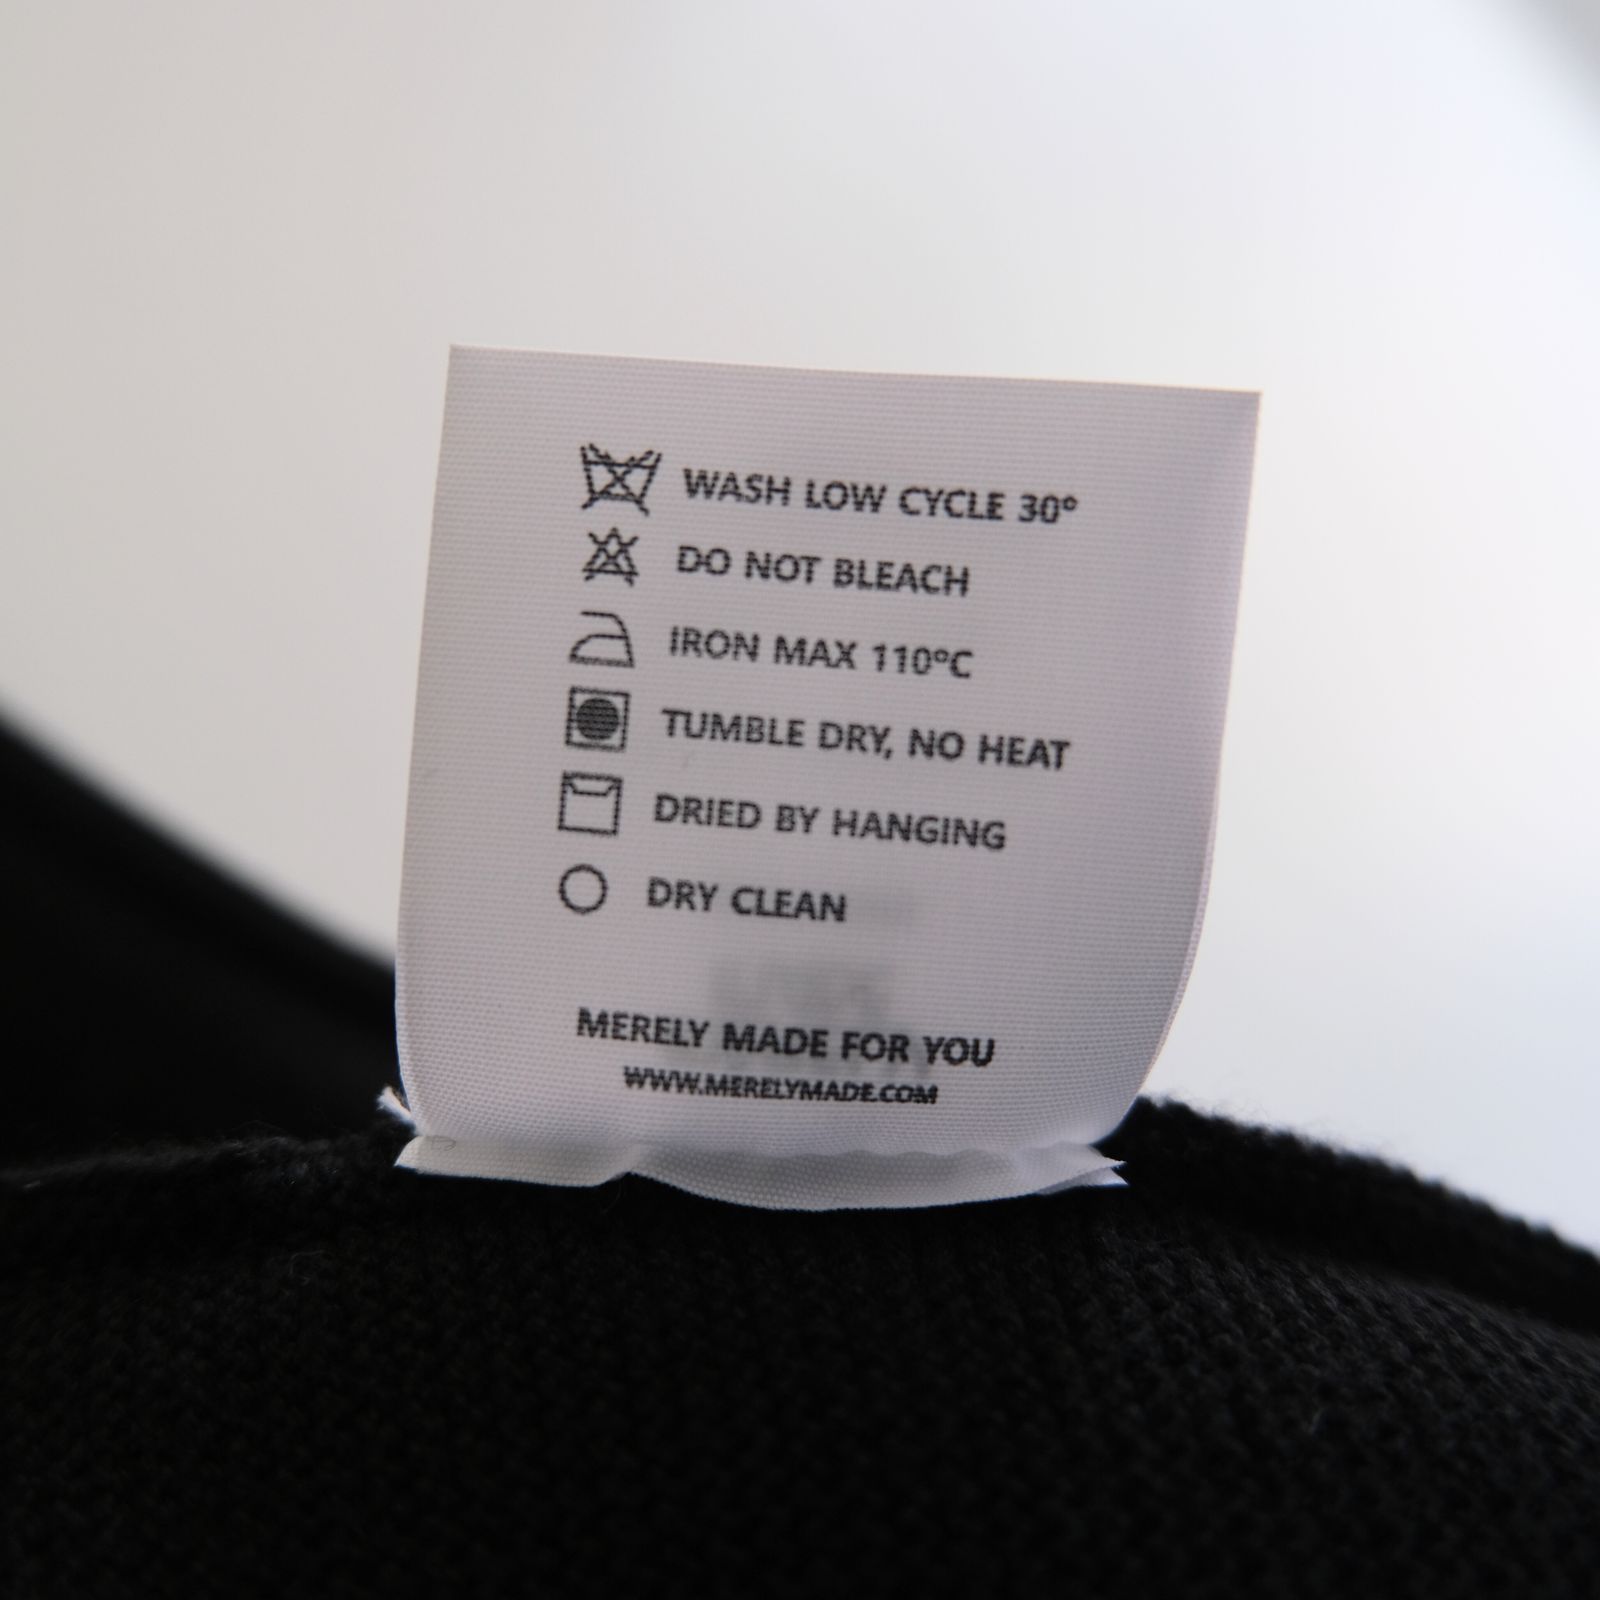 WASH LOW CYCLE 30°
DO NOT BLEACH
IRON MAX 110°C
TUMBLE DRY, NO HEAT
DRIED BY HANGING
DRY CLEAN
MERELY MADE FOR YOU
WWW.MERELYMADE.COM